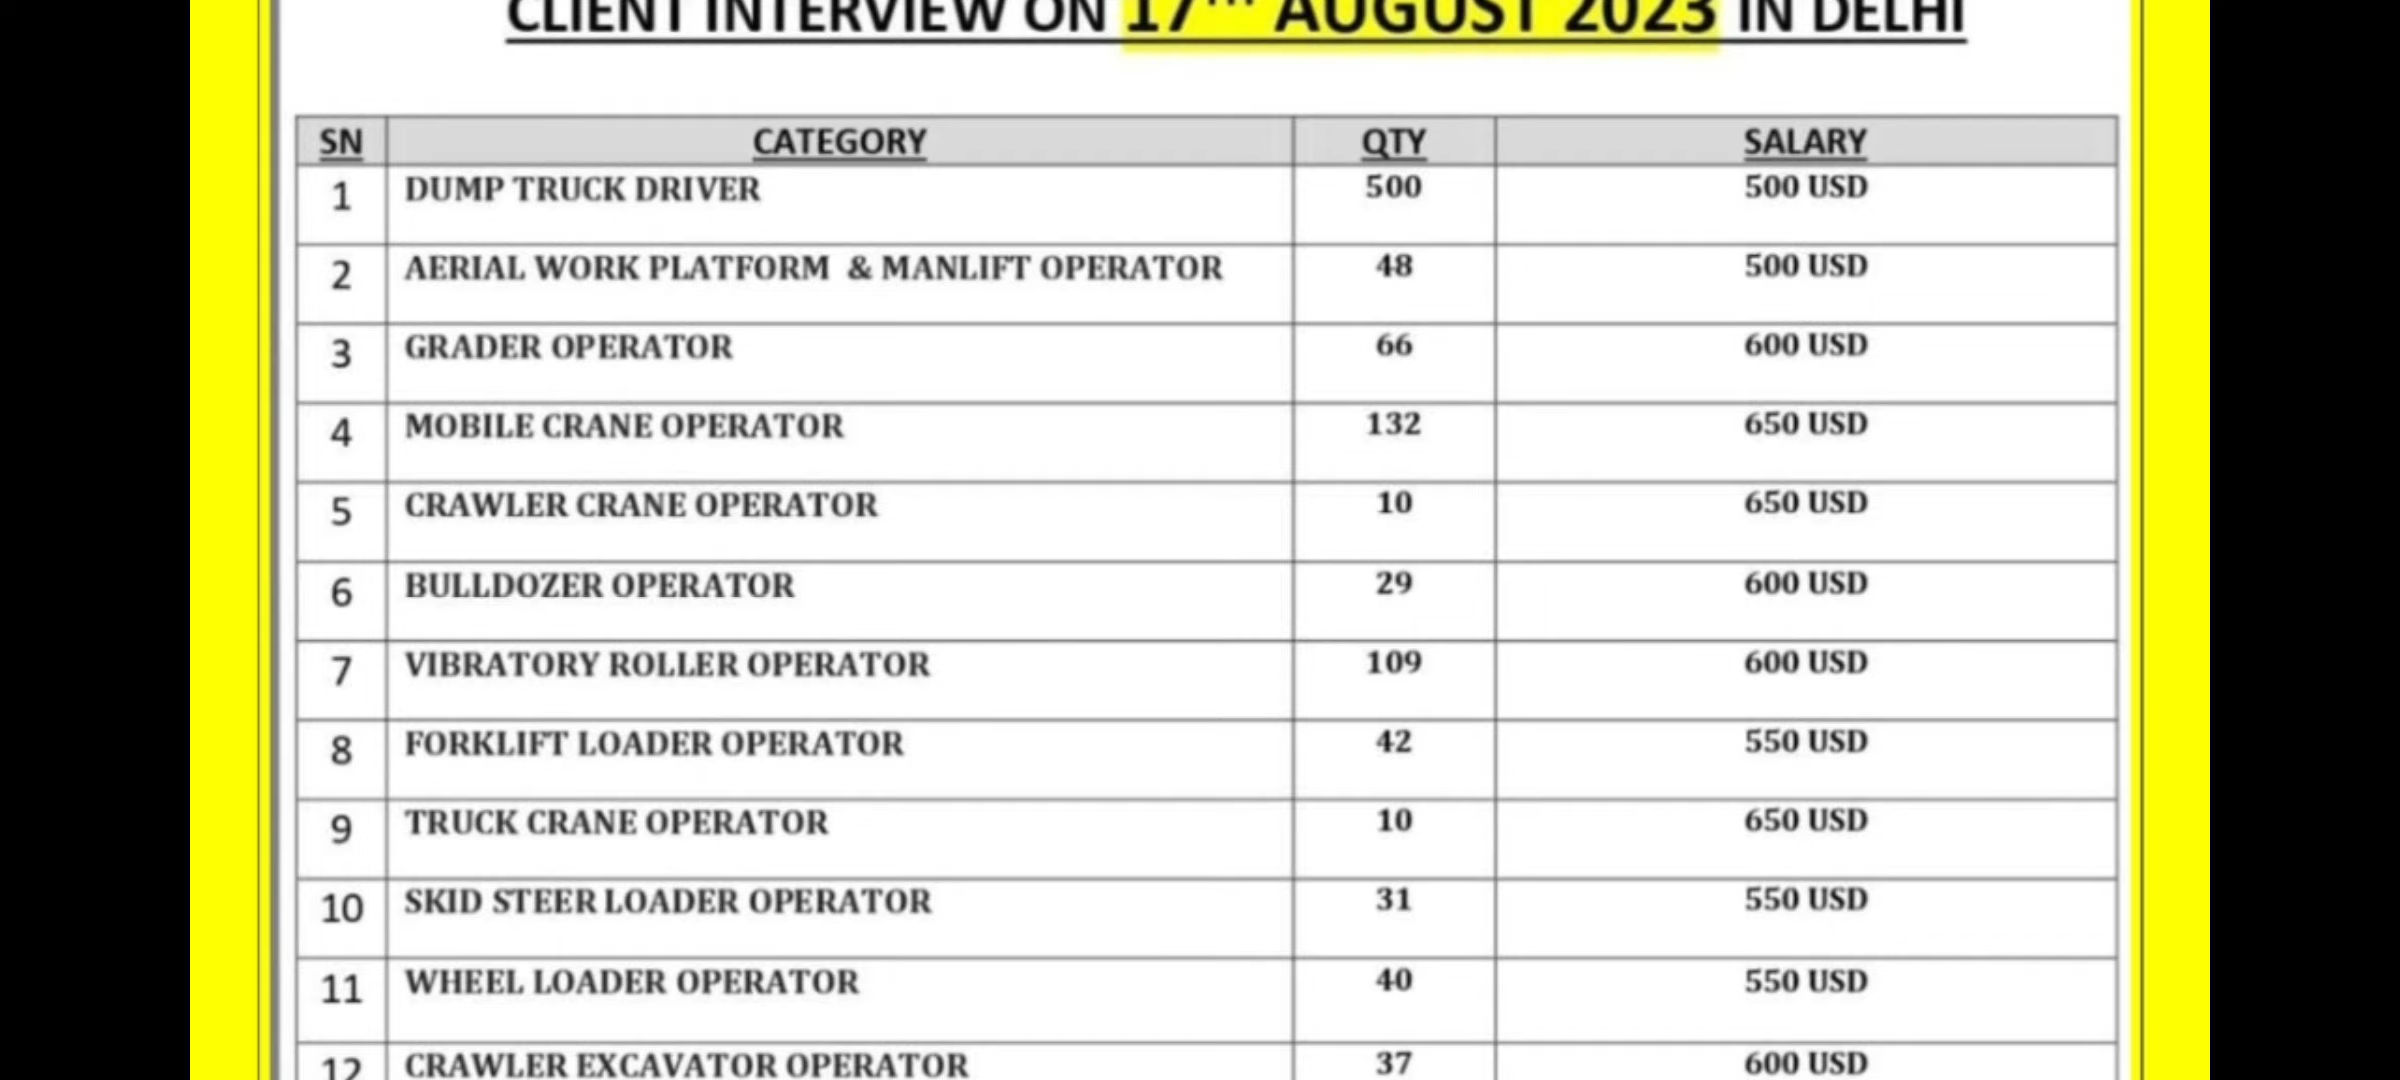 CLIENT INTERVIEW ON 17TH AUGUST 2023 IN DELHI
SN CATEGORY QTY SALARY
1 DUMP TRUCK DRIVER 500 500 USD
2 AERIAL WORK PLATFORM & MANLIFT OPERATOR 48 500 USD
3 GRADER OPERATOR 66 600 USD
4 MOBILE CRANE OPERATOR 132 650 USD
5 CRAWLER CRANE OPERATOR 10 650 USD
6 BULLDOZER OPERATOR 29 600 USD
7 VIBRATORY ROLLER OPERATOR 109 600 USD
8 FORKLIFT LOADER OPERATOR 42 550 USD
9 TRUCK CRANE OPERATOR 10 650 USD
10 SKID STEER LOADER OPERATOR 31 550 USD
11 WHEEL LOADER OPERATOR 40 550 USD
12 CRAWLER EXCAVATOR OPERATOR 37 600 USD